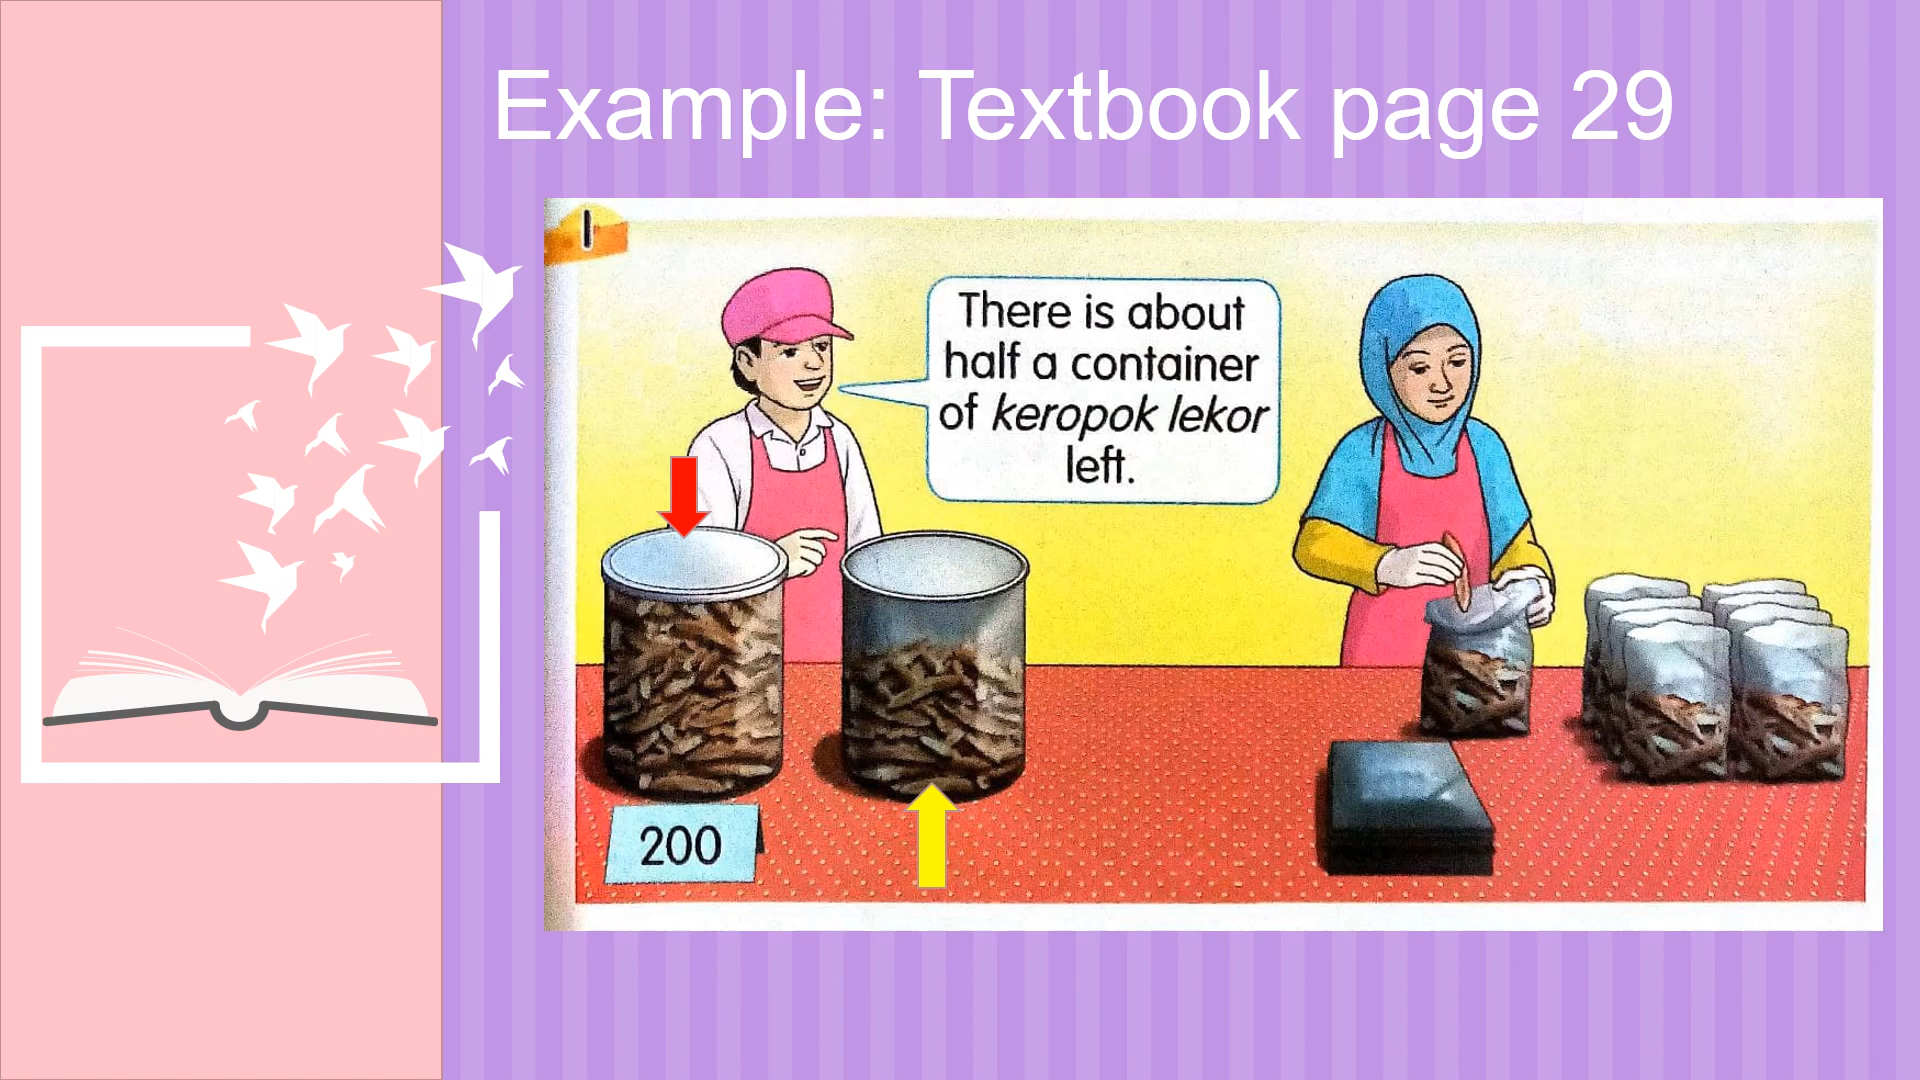 Example: Textbook page 29
1
There is about
half a container
of keropok lekor
left.
200